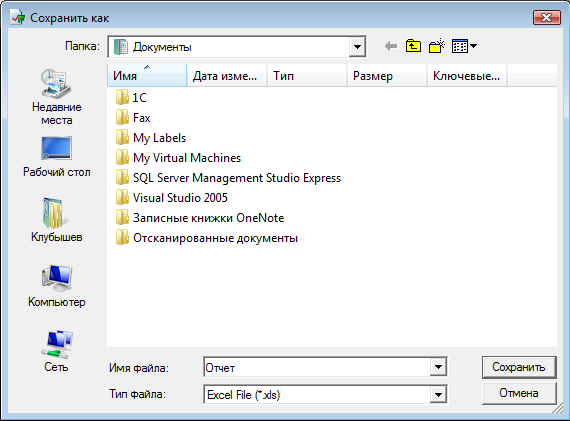 Сохранить как
Папка: Документы
Имя Дата изме... Тип Размер Ключевые...
Недавние места
1C
Fax
My Labels
My Virtual Machines
SQL Server Management Studio Express
Visual Studio 2005
Записные книжки OneNote
Отсканированные документы
Рабочий стол
Клубышев
Компьютер
Сеть
Имя файла: Отчет Сохранить
Тип файла: Excel File (*.xls) Отмена